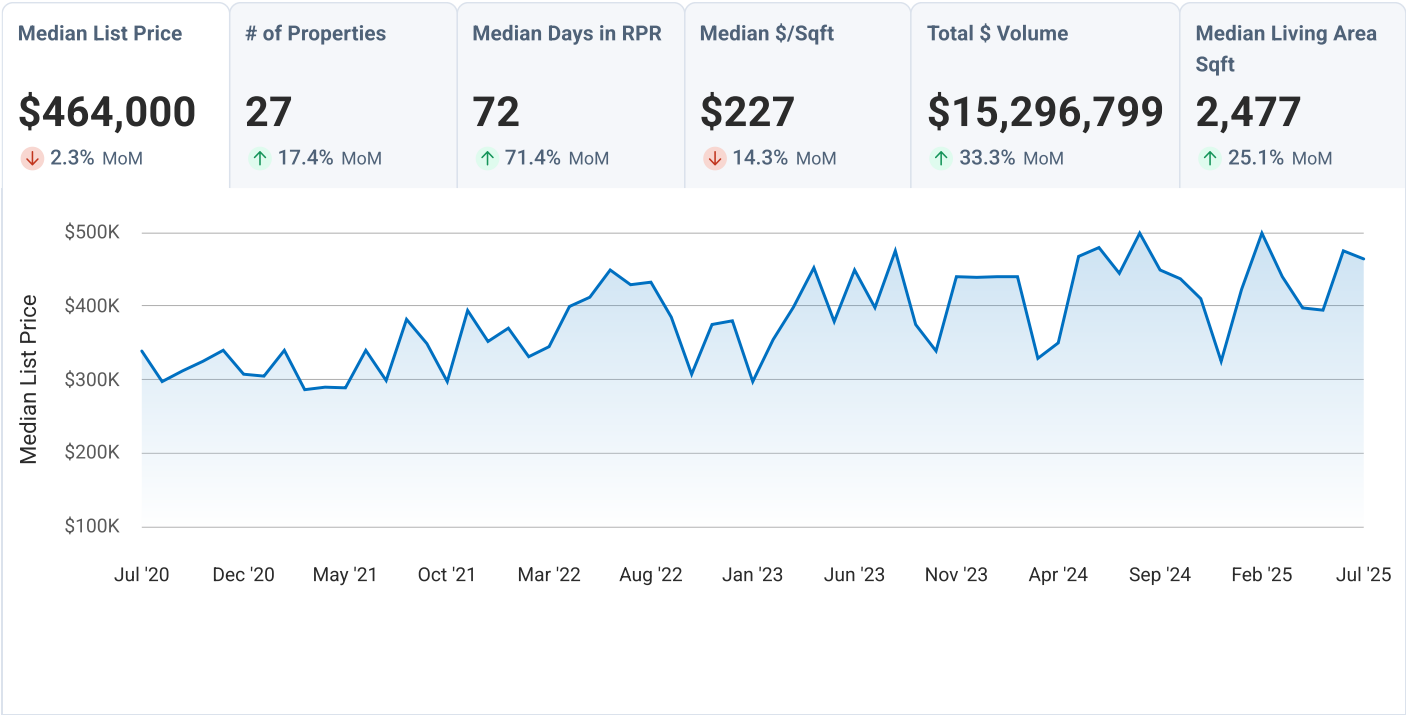 Median List Price
$464,000
2.3% MoM
# of Properties
27
17.4% MoM
Median Days in RPR
72
71.4% MoM
Median $/Sqft
$227
14.3% MoM
Total $ Volume
$15,296,799
33.3% MoM
Median Living Area
Sqft
2,477
25.1% MoM
Median List Price
$500K
$400K
$300K
$200K
$100K
Jul '20 Dec '20 May '21 Oct '21 Mar '22 Aug '22 Jan '23 Jun '23 Nov '23 Apr '24 Sep '24 Feb '25 Jul '25